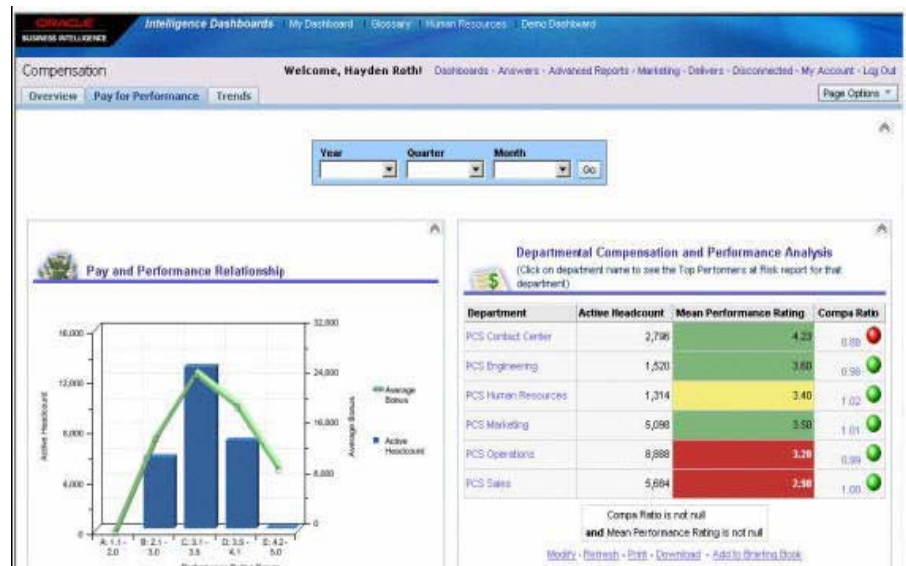 ORACLE
BUSINESS INTELLIGENCE
Intelligence Dashboards My Dashboard Glossary Human Resources Demo Dashboard
Compensation
Welcome, Hayden Roth! Dashboards - Answers - Advanced Reports - Marketing - Delivers - Disconnected - My Account - Log Out
Overview Pay for Performance Trends
Page Options
Year Quarter Month
Go
Pay and Performance Relationship
Active Headcount
16,000
12,000
8,000
4,000
0
32,000
24,000
16,000
8,000
0
Average Bonus
Average Bonus
Active Headcount
A: 1.1 - 2.0
B: 2.1 - 3.0
C: 3.1 - 3.5
D: 3.5 - 4.1
E: 4.2 - 5.0
Departmental Compensation and Performance Analysis
(Click on department name to see the Top Performers at Risk report for that
department)
Department Active Headcount Mean Performance Rating Compa Ratio
PCS Contact Center 2,796 4.23
PCS Engineering 1,520 3.60 0.98
PCS Human Resources 1,314 3.40 1.02
PCS Marketing 5,098 3.50 1.01
PCS Operations 8,888 3.20 0.99
PCS Sales 5,684 2.90 1.00
Compa Ratio is not null
and Mean Performance Rating is not null
Modify - Refresh - Print - Download - Add to Briefing Book